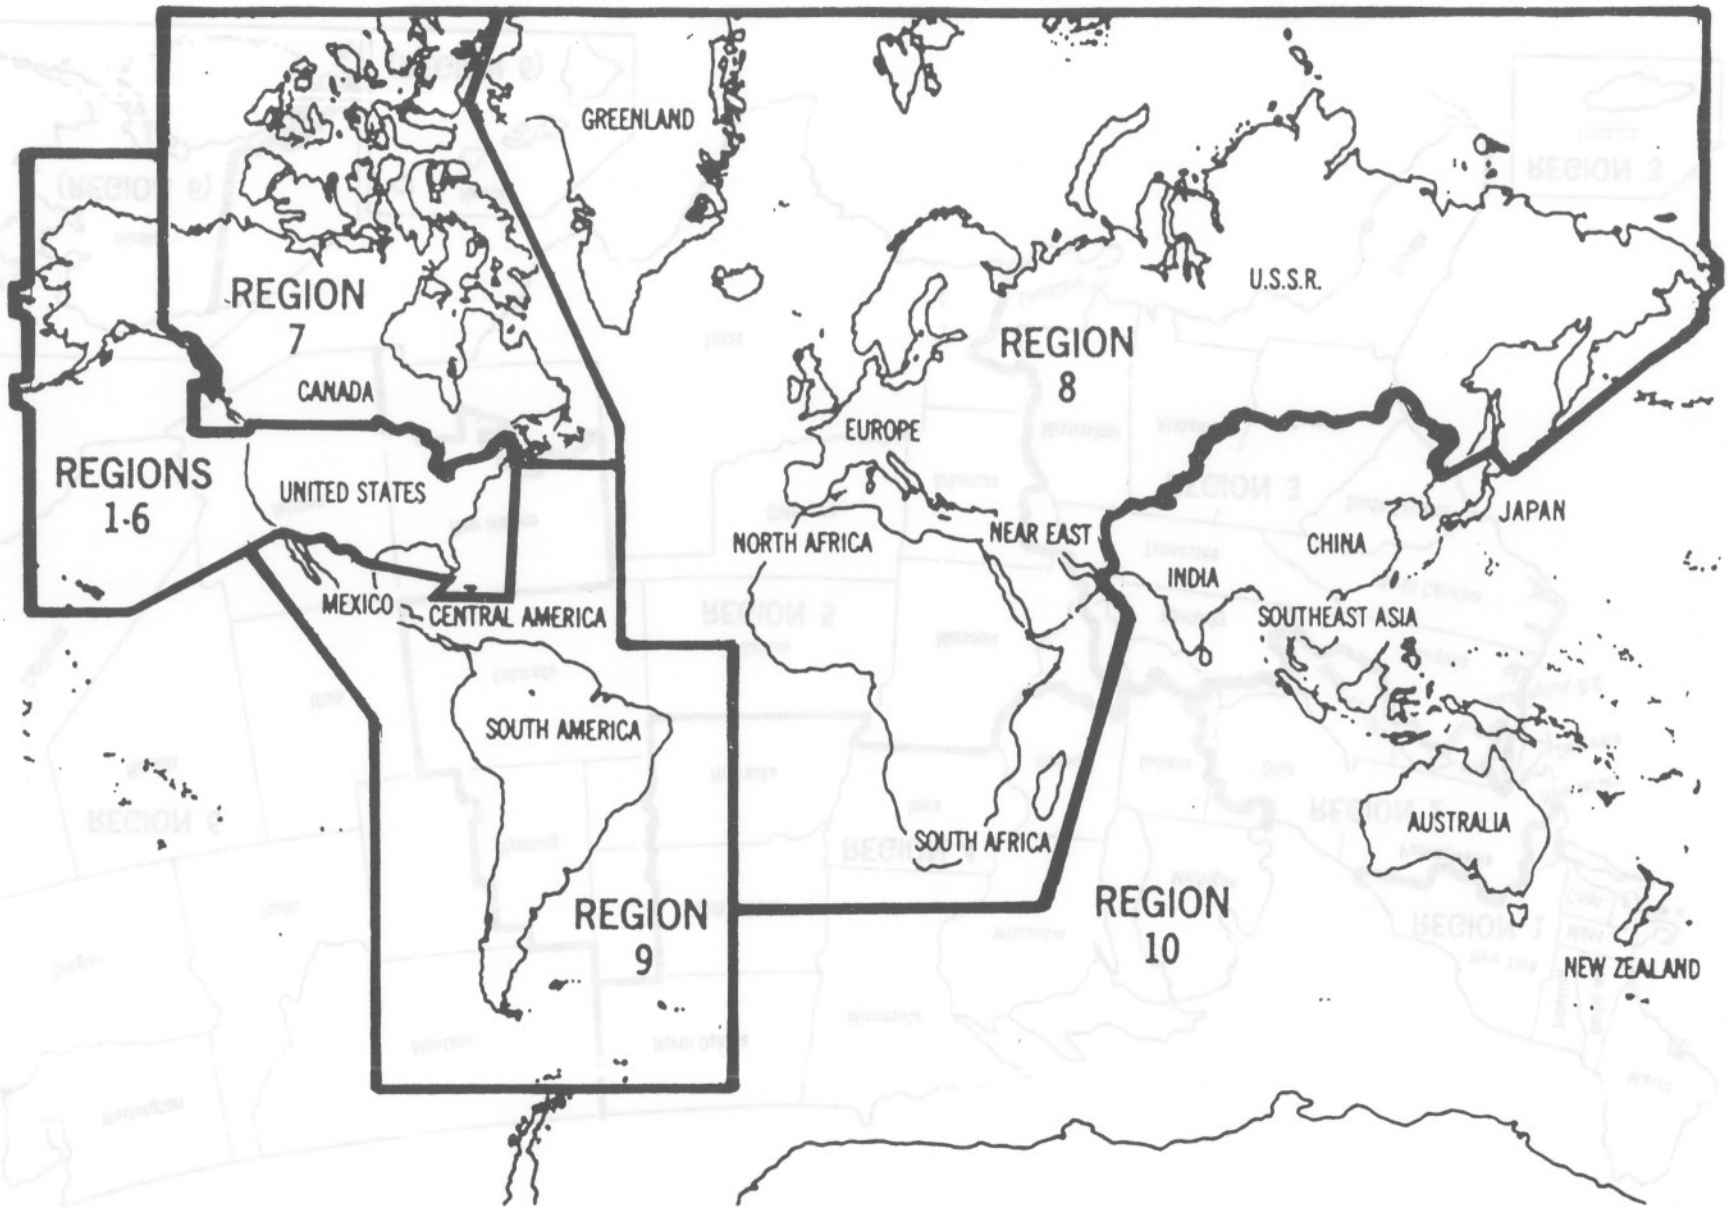 GREENLAND
REGION
7
CANADA
U.S.S.R.
REGION
8
EUROPE
REGIONS
1-6
UNITED STATES
NORTH AFRICA
NEAR EAST
JAPAN
CHINA
INDIA
MEXICO
CENTRAL AMERICA
SOUTHEAST ASIA
SOUTH AMERICA
SOUTH AFRICA
AUSTRALIA
REGION
9
REGION
10
NEW ZEALAND